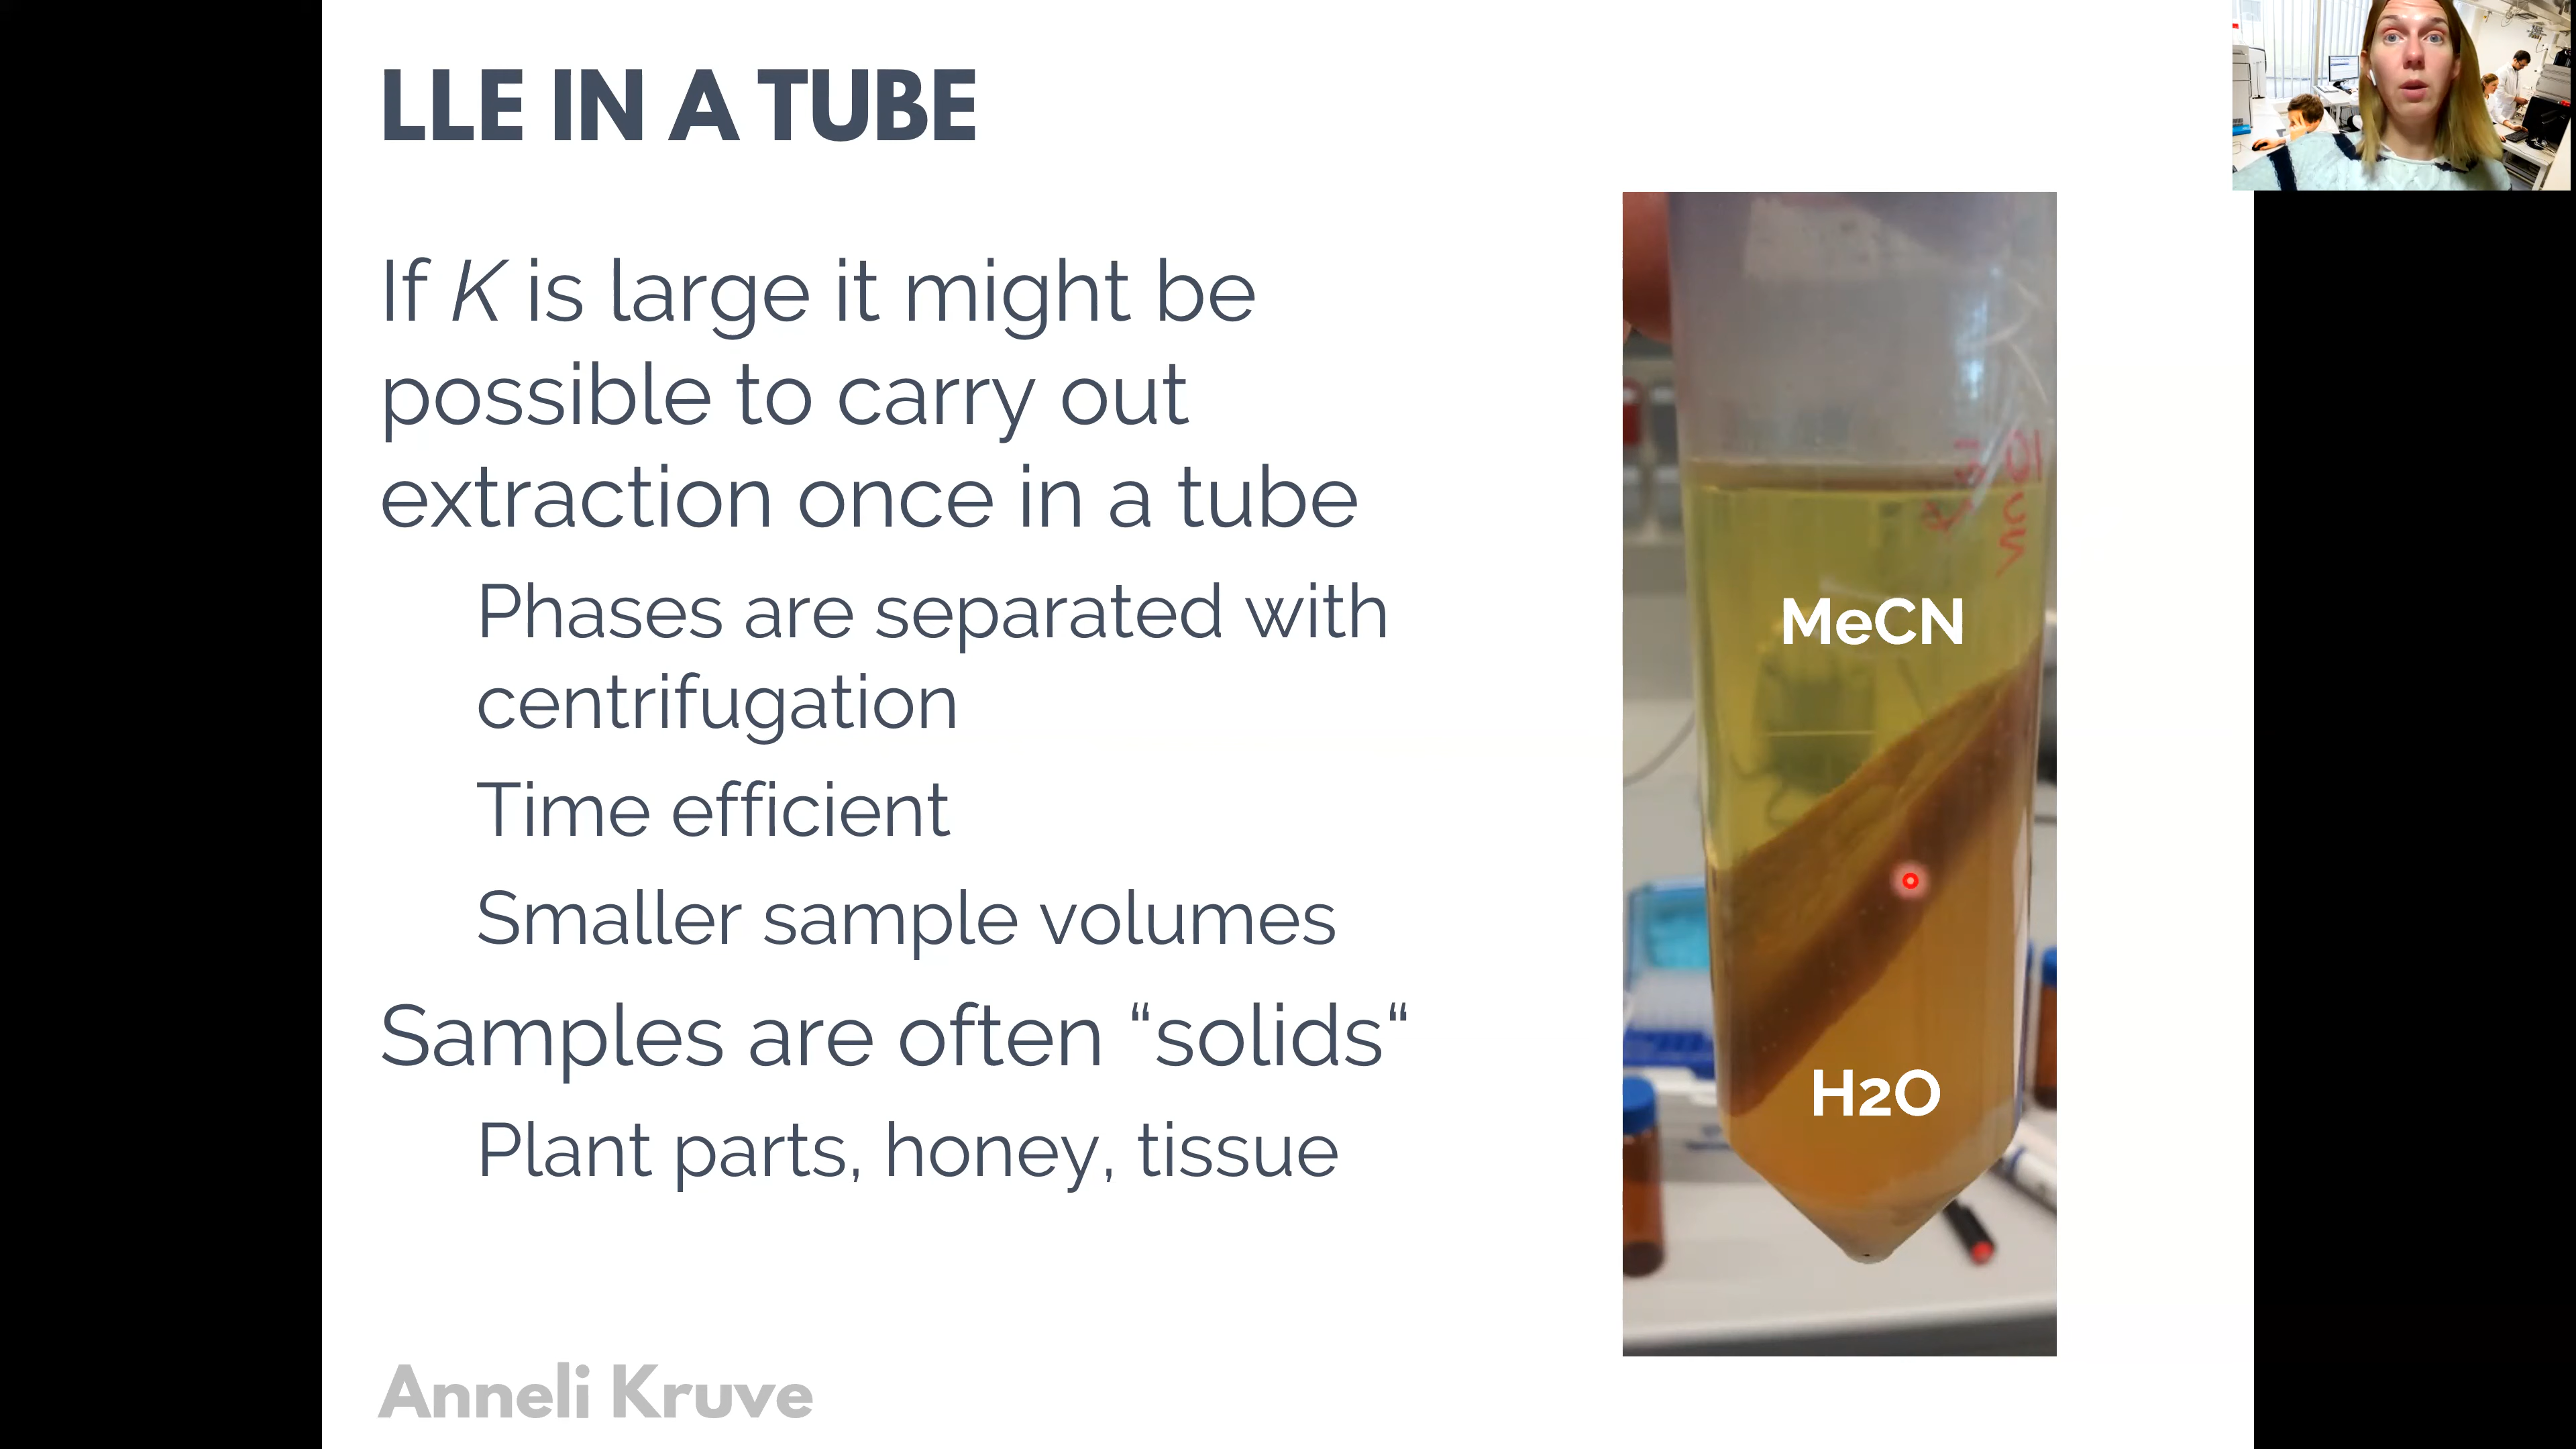 LLE IN A TUBE
If K is large it might be
possible to carry out
extraction once in a tube
Phases are separated with
centrifugation
Time efficient
Smaller sample volumes
Samples are often “solids“
Plant parts, honey, tissue
MeCN
H2O
Anneli Kruve